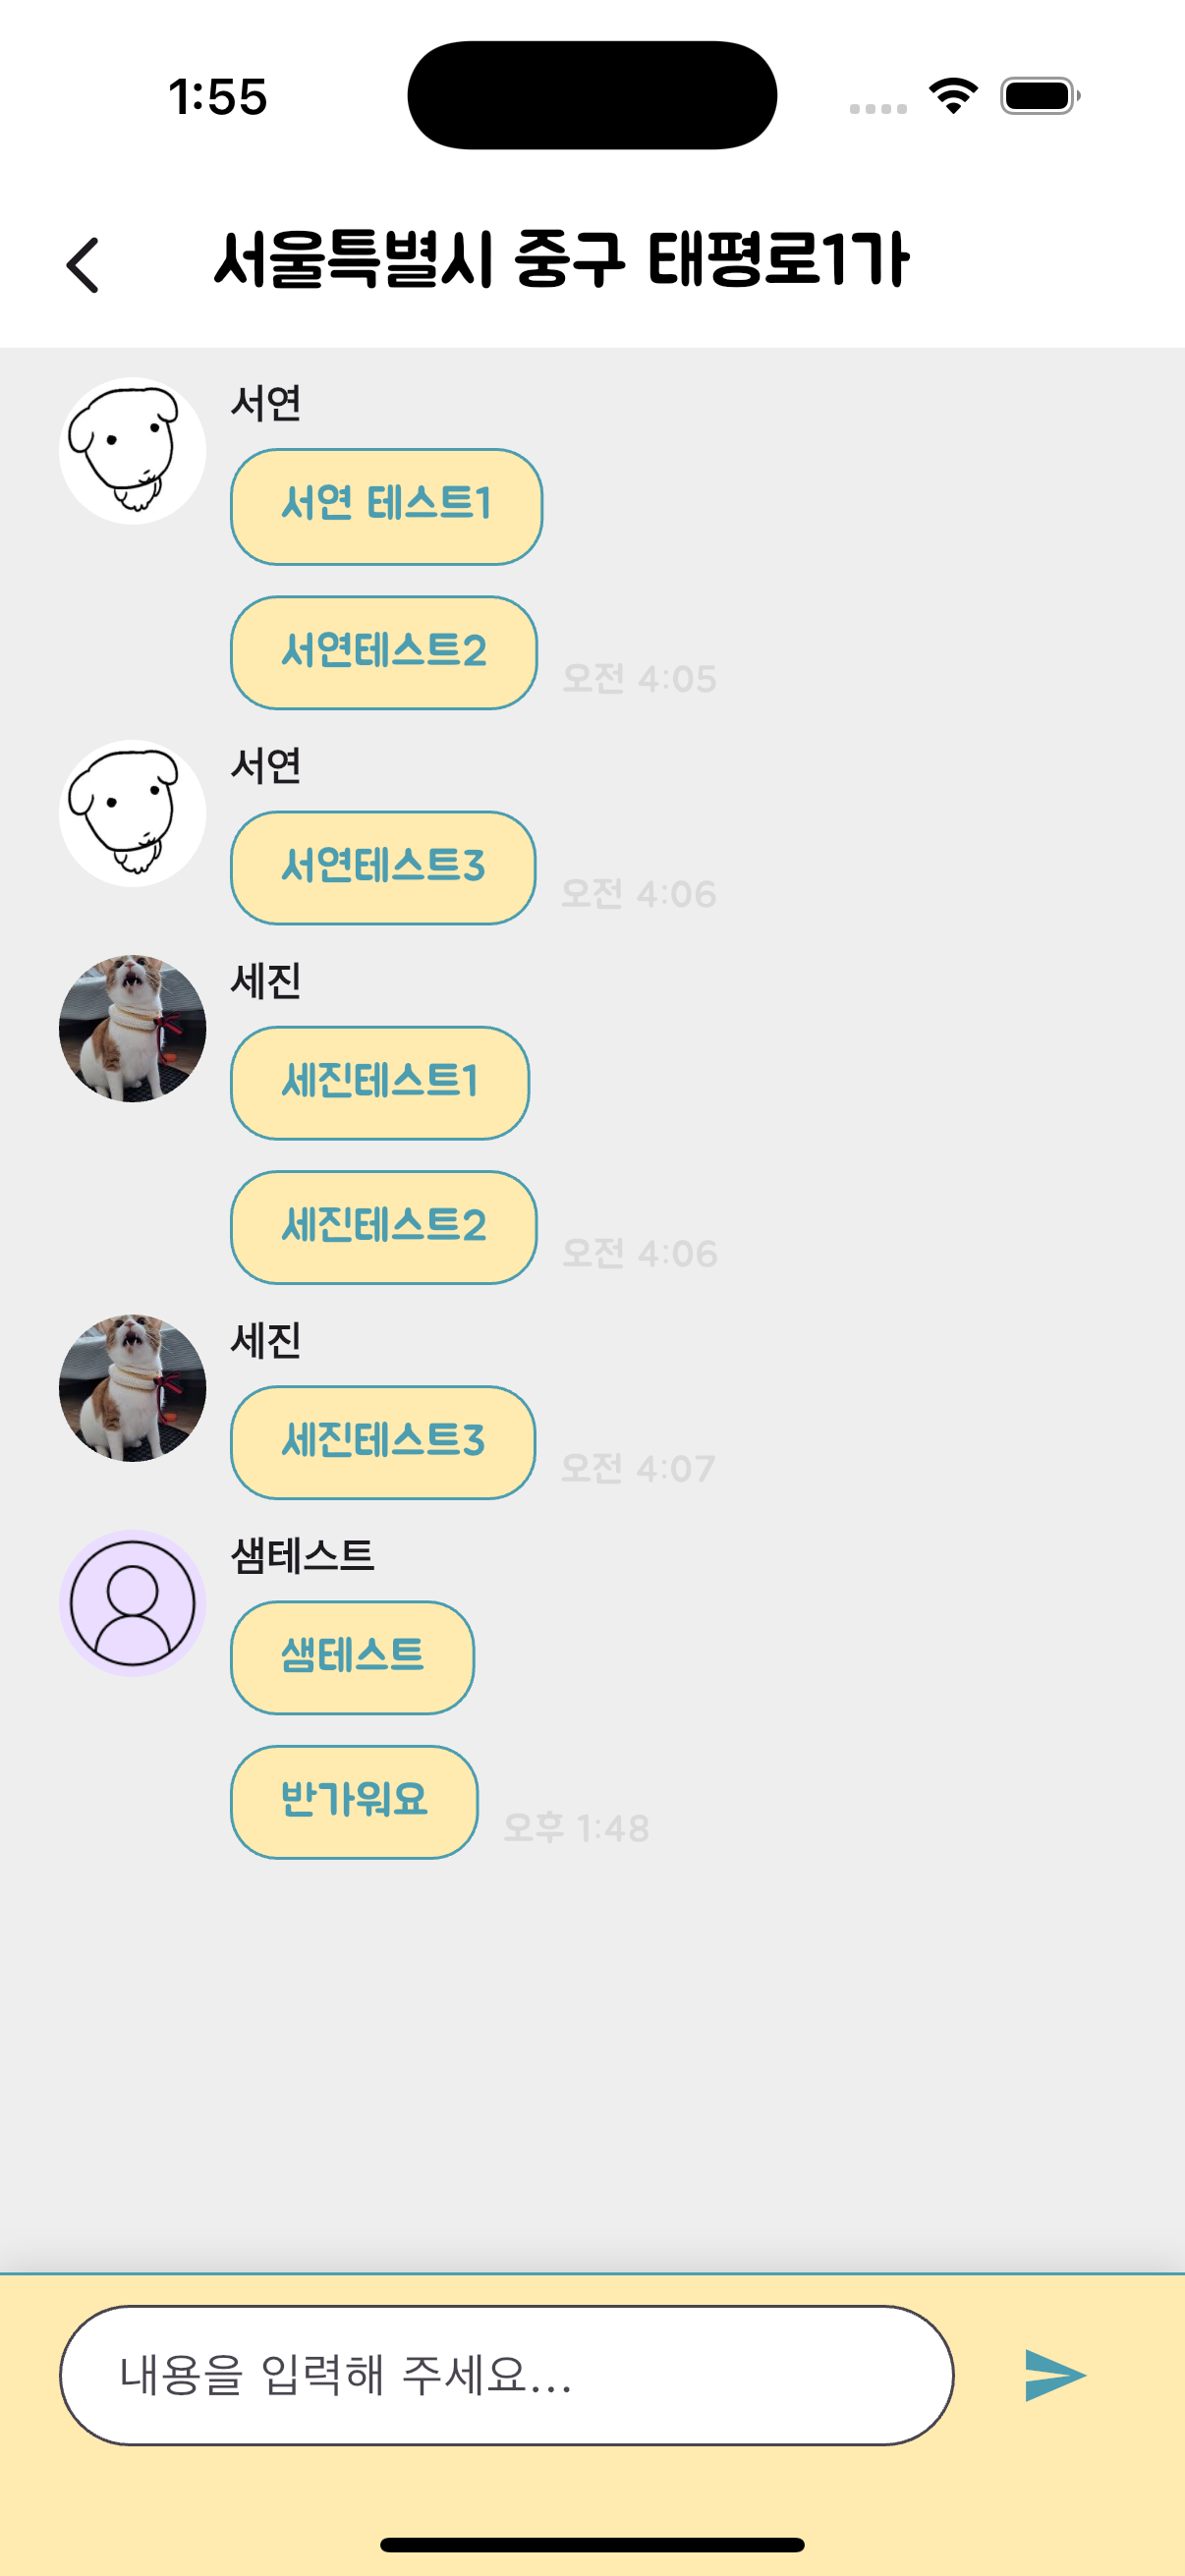 1:55
서울특별시 중구 태평로1가
서연
서연 테스트1
서연테스트2
오전 4:05
서연
서연테스트3
오전 4:06
세진
세진테스트1
세진테스트2
오전 4:06
세진
세진테스트3
오전 4:07
샘테스트
샘테스트
반가워요
오후 1:48
내용을 입력해 주세요...